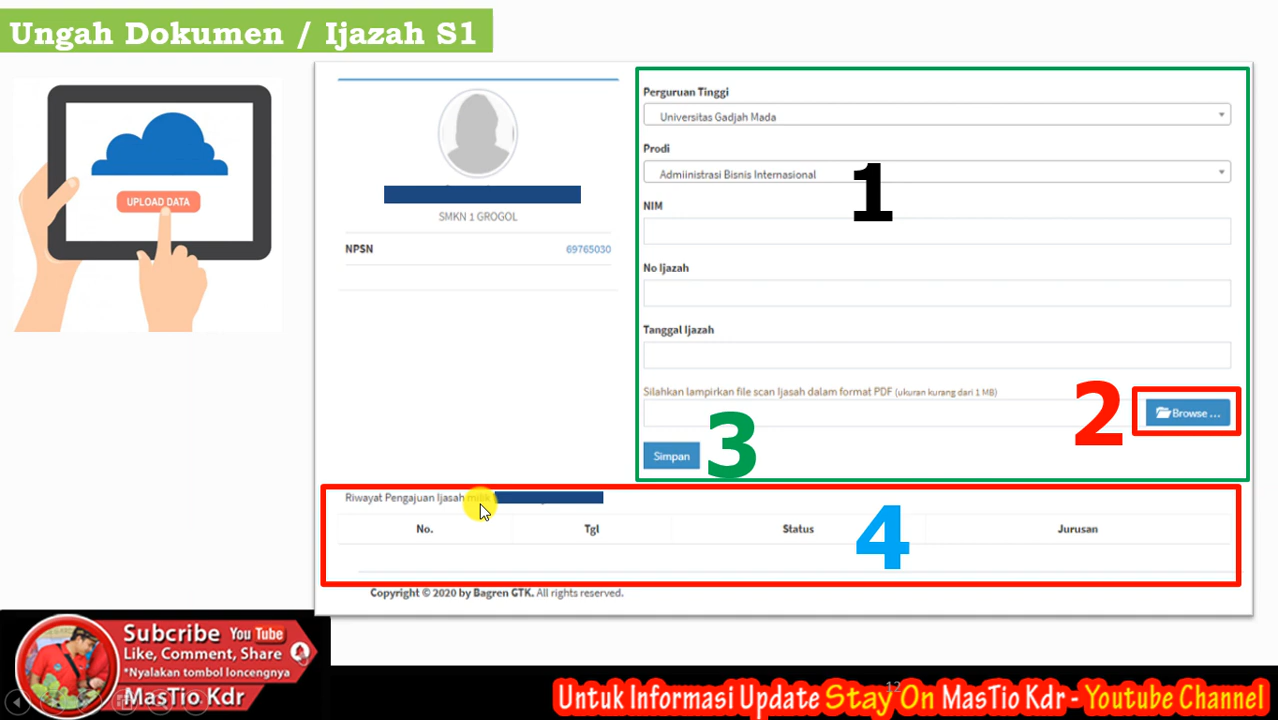 Ungah Dokumen / Ijazah S1
UPLOAD DATA
SMKN 1 GROGOL
NPSN 69765030
Perguruan Tinggi
Universitas Gadjah Mada
Prodi
Admiinistrasi Bisnis Internasional
1
NIM
No Ijazah
Tanggal Ijazah
Silahkan lampirkan file scan Ijasah dalam format PDF (ukuran kurang dari 1 MB)
Browse ...
2
Simpan
3
Riwayat Pengajuan Ijasah milik
No. Tgl Status Jurusan
4
Copyright © 2020 by Bagren GTK. All rights reserved.
Subcribe You Tube
Like, Comment, Share
*Nyalakan tombol loncengnya
MasTio Kdr
12
Untuk Informasi Update Stay On MasTio Kdr - Youtube Channel